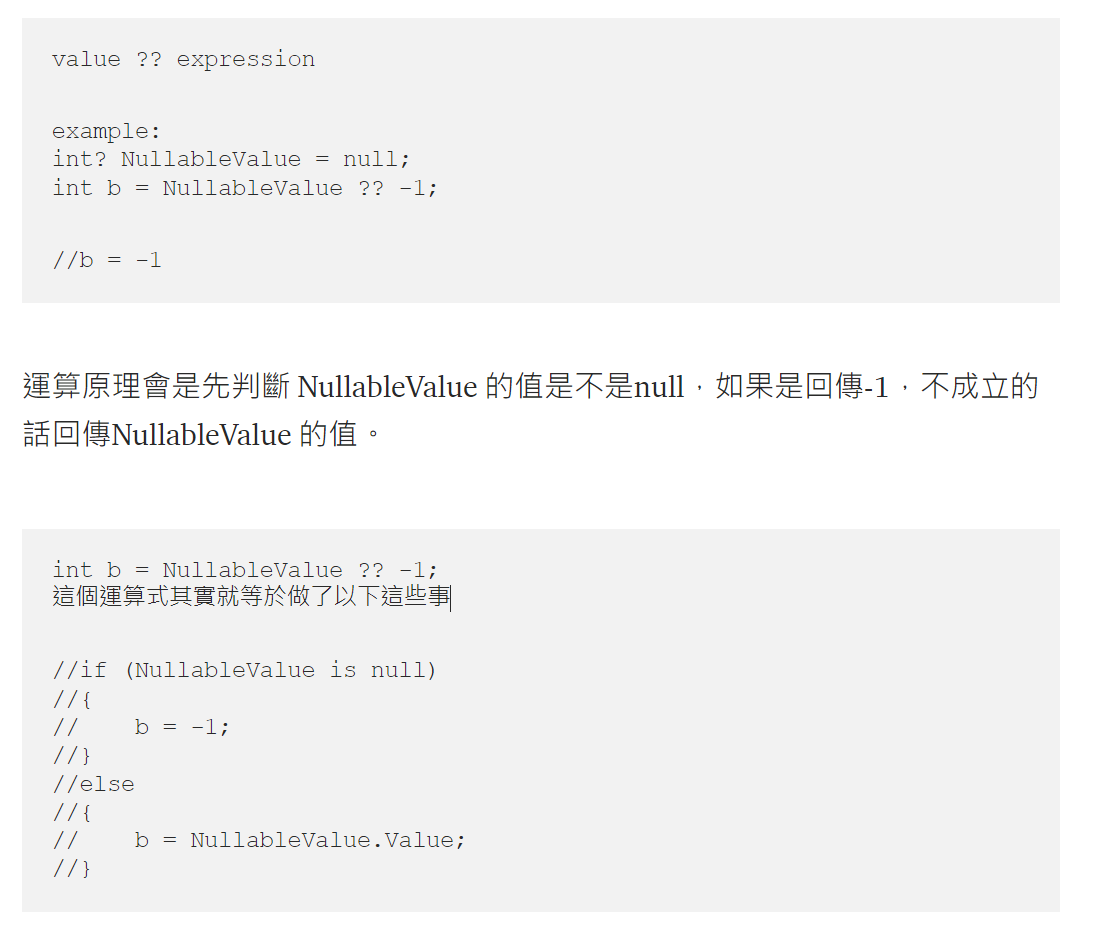 value ?? expression
example:
int? NullableValue = null;
int b = NullableValue ?? -1;
//b = -1
運算原理會是先判斷 NullableValue 的值是不是null，如果是回傳-1，不成立的
話回傳NullableValue 的值。
int b = NullableValue ?? -1;
這個運算式其實就等於做了以下這些事
//if (NullableValue is null)
//{
//    b = -1;
//}
//else
//{
//    b = NullableValue.Value;
//}